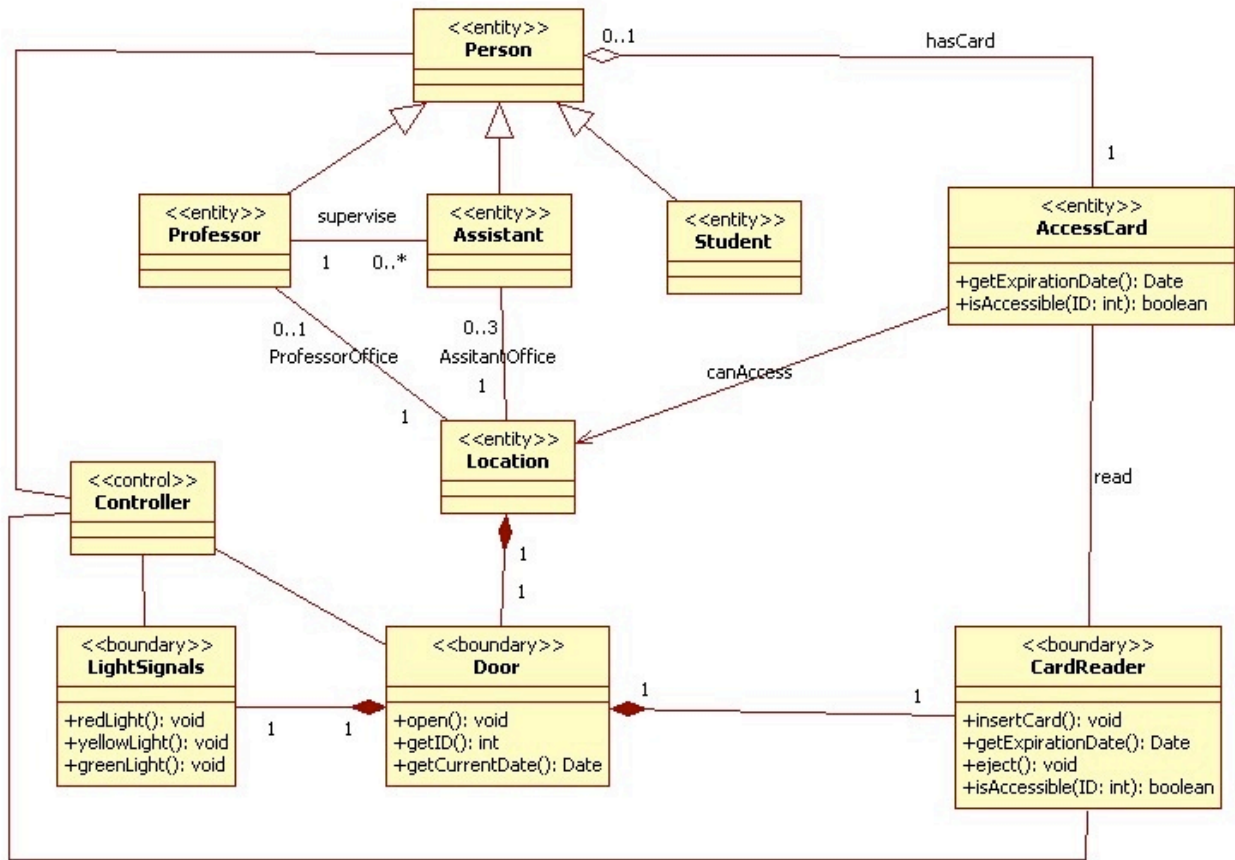 <<entity>>
Person
0..1
hasCard
1
<<entity>>
Professor
supervise
1
0..*
<<entity>>
Assistant
<<entity>>
Student
<<entity>>
AccessCard
+getExpirationDate(): Date
+isAccessible(ID: int): boolean
0..1
ProfessorOffice
1
0..3
AssitantOffice
1
canAccess
<<entity>>
Location
read
<<control>>
Controller
1
1
<<boundary>>
LightSignals
+redLight(): void
+yellowLight(): void
+greenLight(): void
1
1
<<boundary>>
Door
+open(): void
+getID(): int
+getCurrentDate(): Date
1
1
<<boundary>>
CardReader
+insertCard(): void
+getExpirationDate(): Date
+eject(): void
+isAccessible(ID: int): boolean